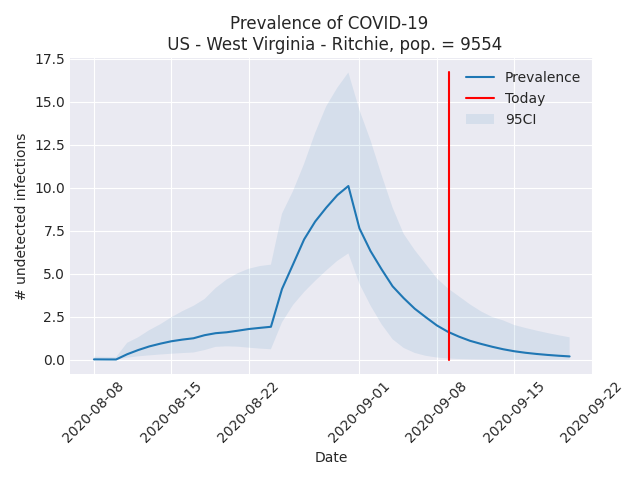 Prevalence of COVID-19
US - West Virginia - Ritchie, pop. = 9554
17.5
15.0
12.5
10.0
7.5
5.0
2.5
0.0
# undetected infections
Prevalence
Today
95CI
2020-08-08
2020-08-15
2020-08-22
2020-09-01
2020-09-08
2020-09-15
2020-09-22
Date